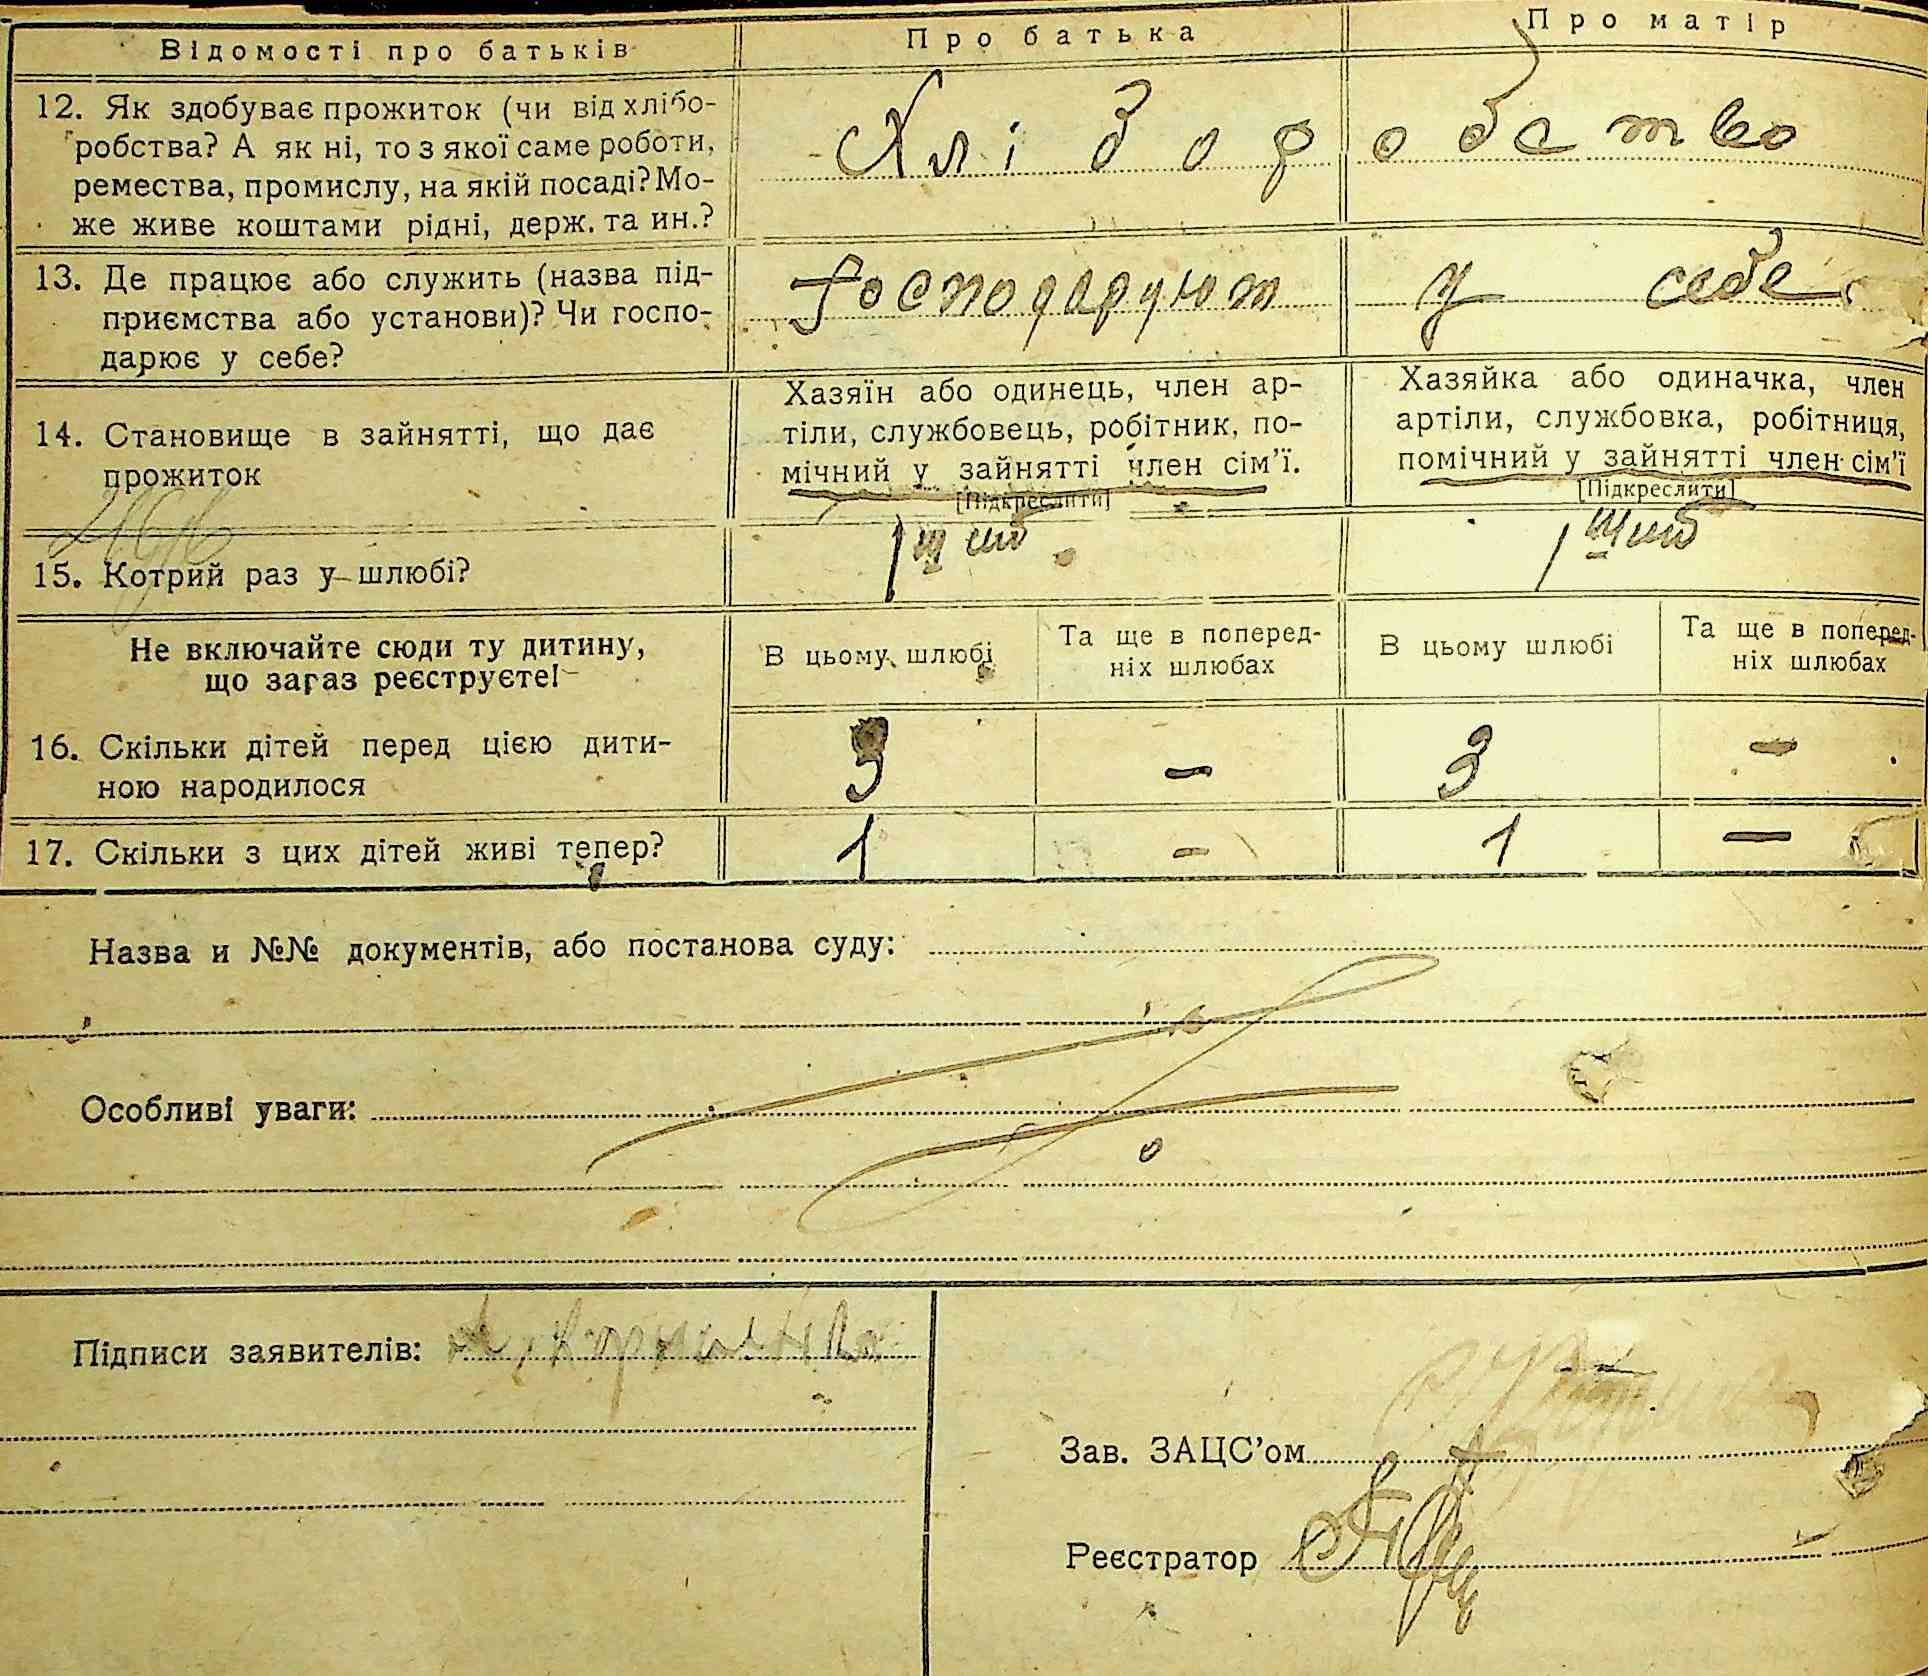 Відомості про батьків Про батька Про матір
12. Як здобуває прожиток (чи від хлібо-
робства? А як ні, то з якої саме роботи,
ремества, промислу, на якій посаді? Мо-
же живе коштами рідні, держ. та ин.?
Хліборобство
13. Де працює або служить (назва під-
приємства або установи)? Чи госпо-
дарює у себе?
Господарюют у себе
14. Становище в зайнятті, що дає
прожиток
Хазяїн або одинець, член ар-
тіли, службовець, робітник, по-
мічний у зайнятті член сім'ї.
[Підкреслити]
Хазяйка або одиначка, член
артіли, службовка, робітниця,
помічний у зайнятті член сім'ї
[Підкреслити]
15. Котрий раз у шлюбі?
1ший 1ший
Не включайте сюди ту дитину,
що зараз реєструєте!
В цьому шлюбі
Та ще в поперед-
ніх шлюбах
В цьому шлюбі
Та ще в поперед-
ніх шлюбах
16. Скільки дітей перед цією дити-
ною народилося
3 - 3 -
17. Скільки з цих дітей живі тепер? 1 - 1 -
Назва и №№ документів, або постанова суду:
Особливі уваги:
Підписи заявителів:
Зав. ЗАЦС'ом
Реєстратор